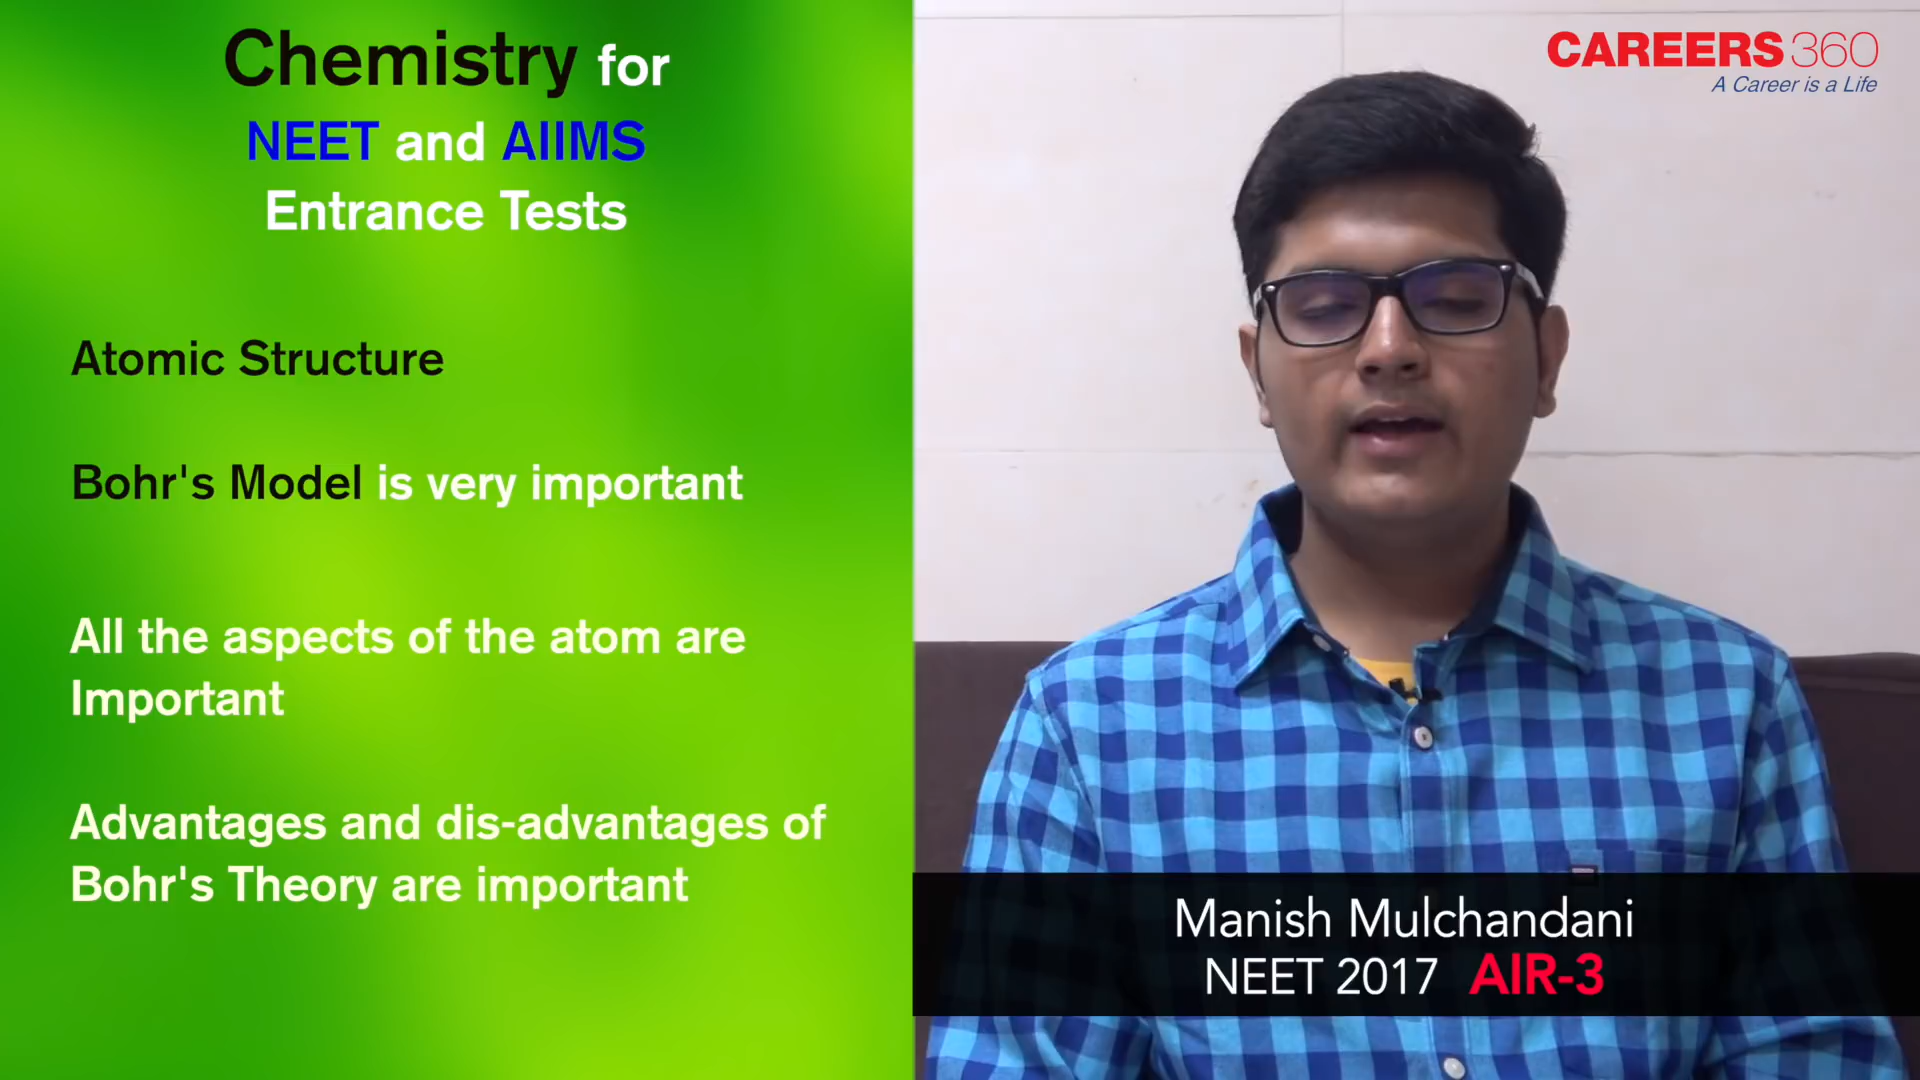 Chemistry for
NEET and AIIMS
Entrance Tests
Atomic Structure
Bohr's Model is very important
All the aspects of the atom are
Important
Advantages and dis-advantages of
Bohr's Theory are important
CAREERS360
A Career is a Life
Manish Mulchandani
NEET 2017 AIR-3